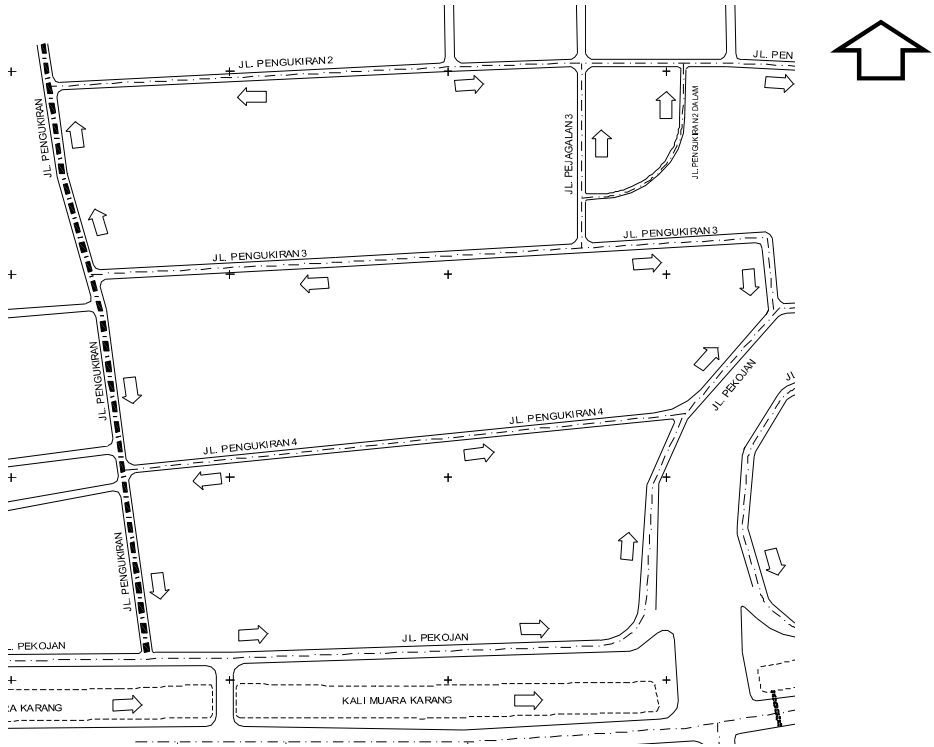 JL. PENGUKIRAN 2
JL. PEN
JL. PENGUKIRAN
JL. PEJAGALAN 3
JL. PENGUKIRAN 2 DALAM
JL. PENGUKIRAN 3
JL. PENGUKIRAN 3
JL. PENGUKIRAN
JL. PEKOJAN
JL
JL. PENGUKIRAN 4
JL. PENGUKIRAN 4
JL. PENGUKIRAN
L. PEKOJAN
JL. PEKOJAN
RA KARANG
KALI MUARA KARANG